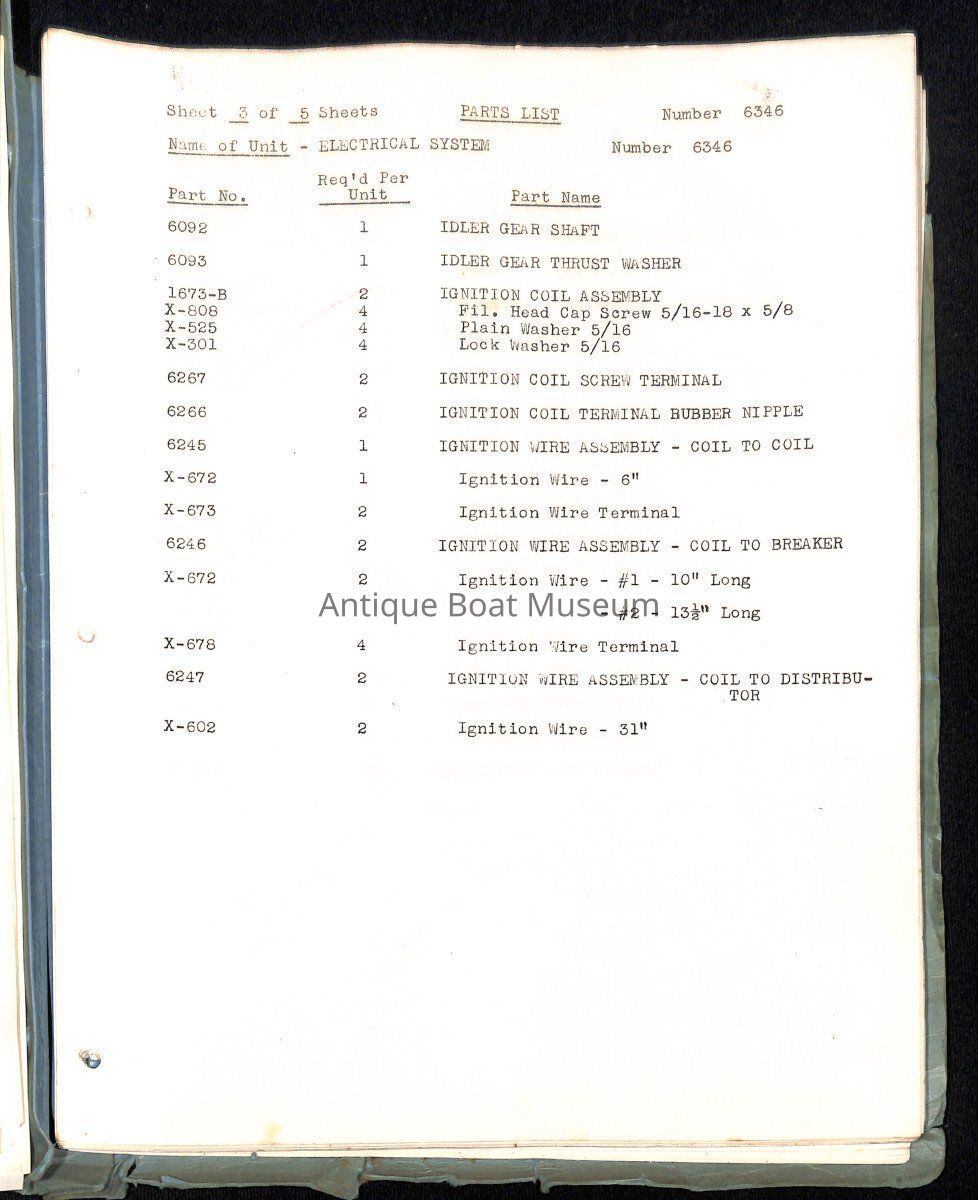 Sheet 3 of 5 Sheets PARTS LIST Number 6346
Name of Unit - ELECTRICAL SYSTEM Number 6346
Req'd Per
Part No. Unit Part Name
6092 1 IDLER GEAR SHAFT
6093 1 IDLER GEAR THRUST WASHER
1673-B 2 IGNITION COIL ASSEMBLY
X-808 4 Fil. Head Cap Screw 5/16-18 x 5/8
X-525 4 Plain Washer 5/16
X-301 4 Lock Washer 5/16
6267 2 IGNITION COIL SCREW TERMINAL
6266 2 IGNITION COIL TERMINAL RUBBER NIPPLE
6245 1 IGNITION WIRE ASSEMBLY - COIL TO COIL
X-672 1 Ignition Wire - 6"
X-673 2 Ignition Wire Terminal
6246 2 IGNITION WIRE ASSEMBLY - COIL TO BREAKER
X-672 2 Ignition Wire - #1 - 10" Long
Antique Boat Museum
- #2 - 13½" Long
X-678 4 Ignition Wire Terminal
6247 2 IGNITION WIRE ASSEMBLY - COIL TO DISTRIBU-
TOR
X-602 2 Ignition Wire - 31"